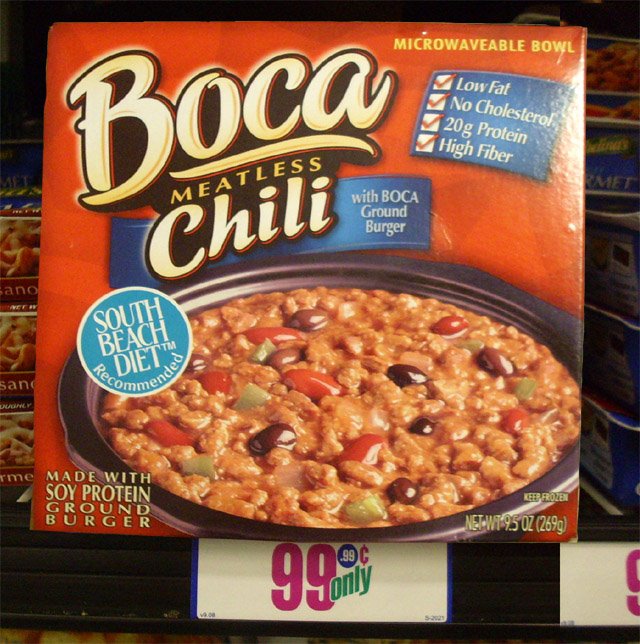 MICROWAVEABLE BOWL
Boca
MEATLESS
Chili
with BOCA
Ground
Burger
Low Fat
No Cholesterol
20g Protein
High Fiber
SOUTH
BEACH
DIET™
Recommended
MADE WITH
SOY PROTEIN
GROUND
BURGER
KEEP FROZEN
NET WT 9.5 OZ (269g)
99 .99 ¢
only